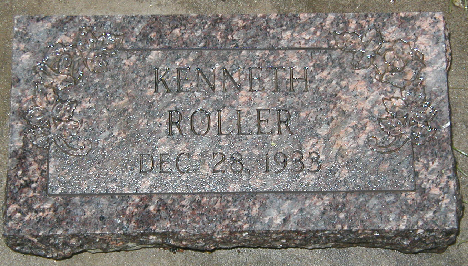 KENNETH
ROLLER
DEC. 28, 1933